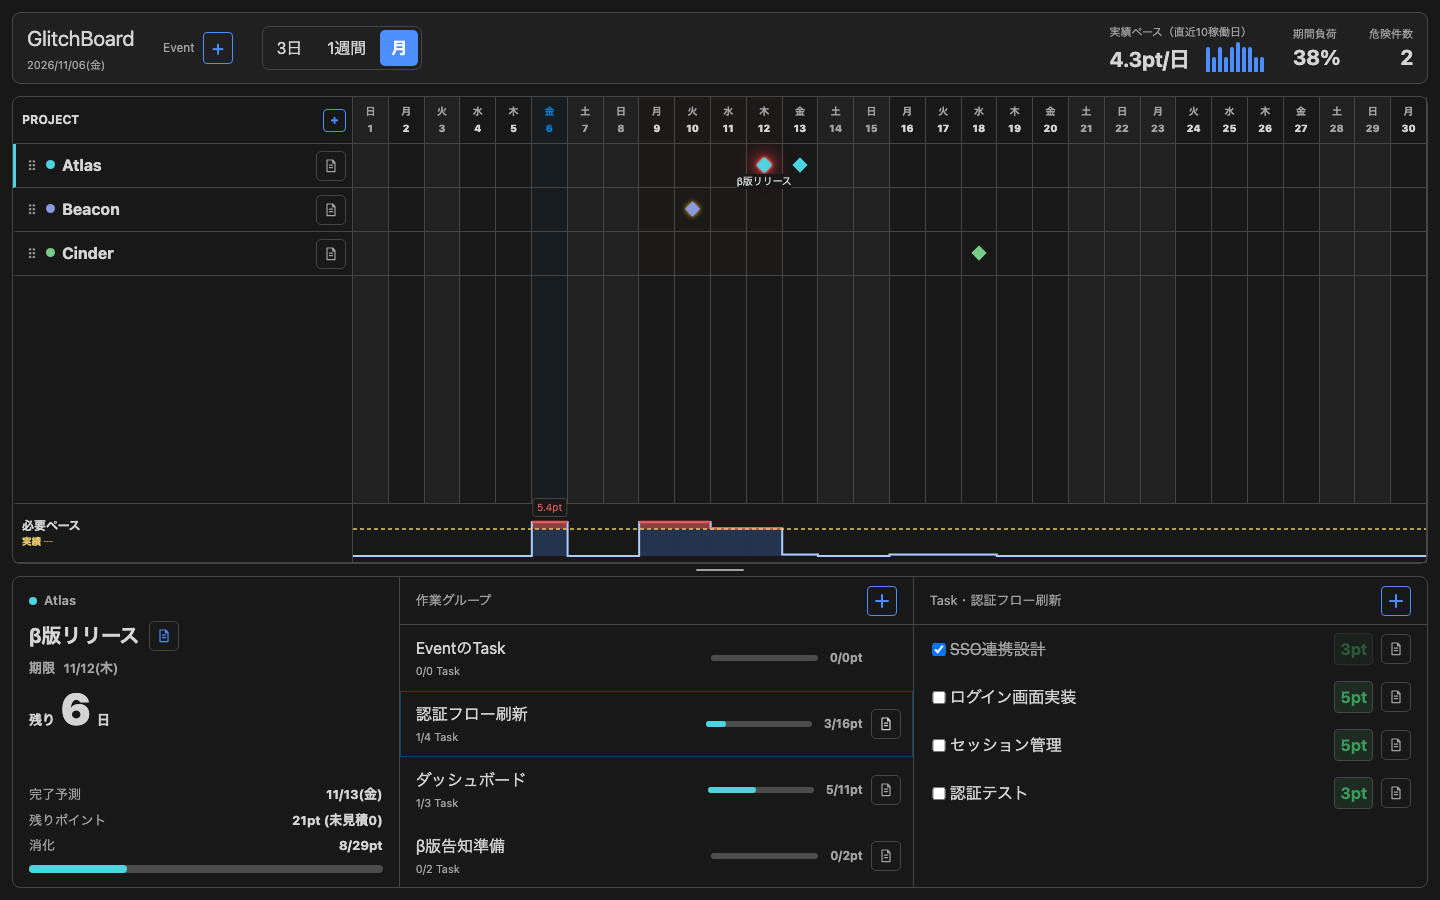 GlitchBoard
2026/11/06(金)
Event
3日 1週間 月
実績ペース（直近10稼働日）
4.3pt/日
期間負荷
38%
危険件数
2
PROJECT
日 月 火 水 木 金 土 日 月 火 水 木 金 土 日 月 火 水 木 金 土 日 月 火 水 木 金 土 日 月
1 2 3 4 5 6 7 8 9 10 11 12 13 14 15 16 17 18 19 20 21 22 23 24 25 26 27 28 29 30
Atlas
β版リリース
Beacon
Cinder
5.4pt
必要ペース
実績
Atlas
β版リリース
期限 11/12(木)
残り 6 日
完了予測 11/13(金)
残りポイント 21pt (未見積0)
消化 8/29pt
作業グループ
EventのTask
0/0 Task
0/0pt
認証フロー刷新
1/4 Task
3/16pt
ダッシュボード
1/3 Task
5/11pt
β版告知準備
0/2 Task
0/2pt
Task・認証フロー刷新
SSO連携設計 3pt
ログイン画面実装 5pt
セッション管理 5pt
認証テスト 3pt